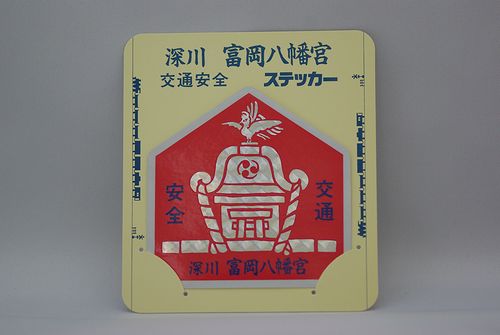 深川 富岡八幡宮
交通安全 ステッカー
交通
安全
深川 富岡八幡宮